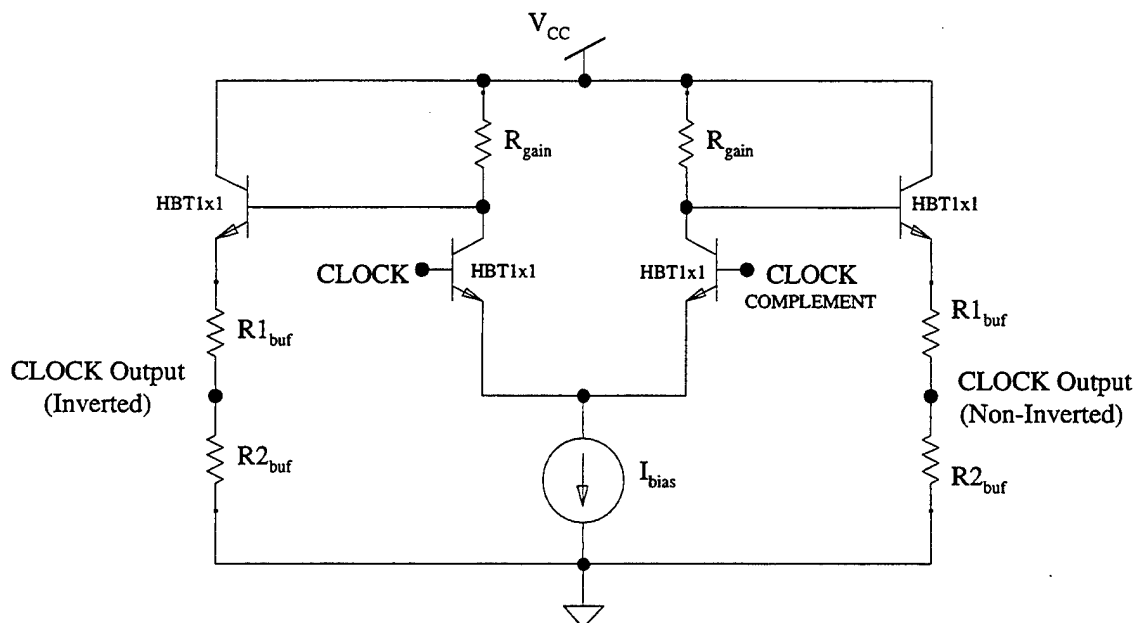 V_CC
R_gain
R_gain
HBT1x1
HBT1x1
CLOCK
HBT1x1
HBT1x1
CLOCK
COMPLEMENT
R1_buf
R1_buf
CLOCK Output
(Inverted)
CLOCK Output
(Non-Inverted)
R2_buf
I_bias
R2_buf